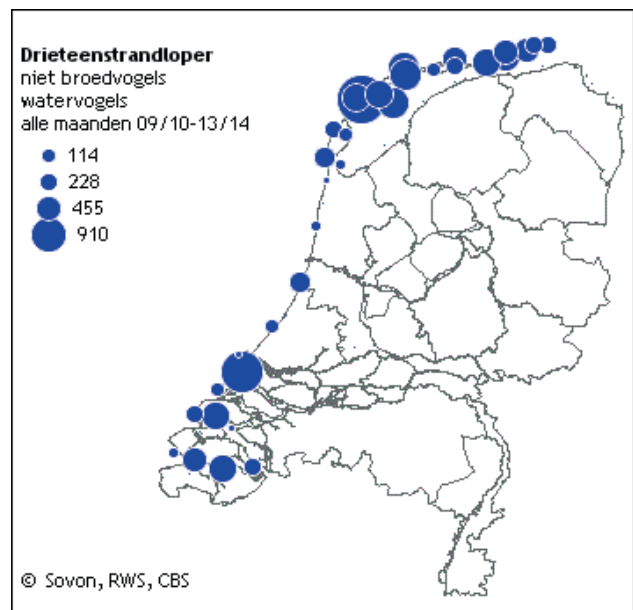 Drieteenstrandloper
niet broedvogels
watervogels
alle maanden 09/10-13/14
114
228
455
910
© Sovon, RWS, CBS